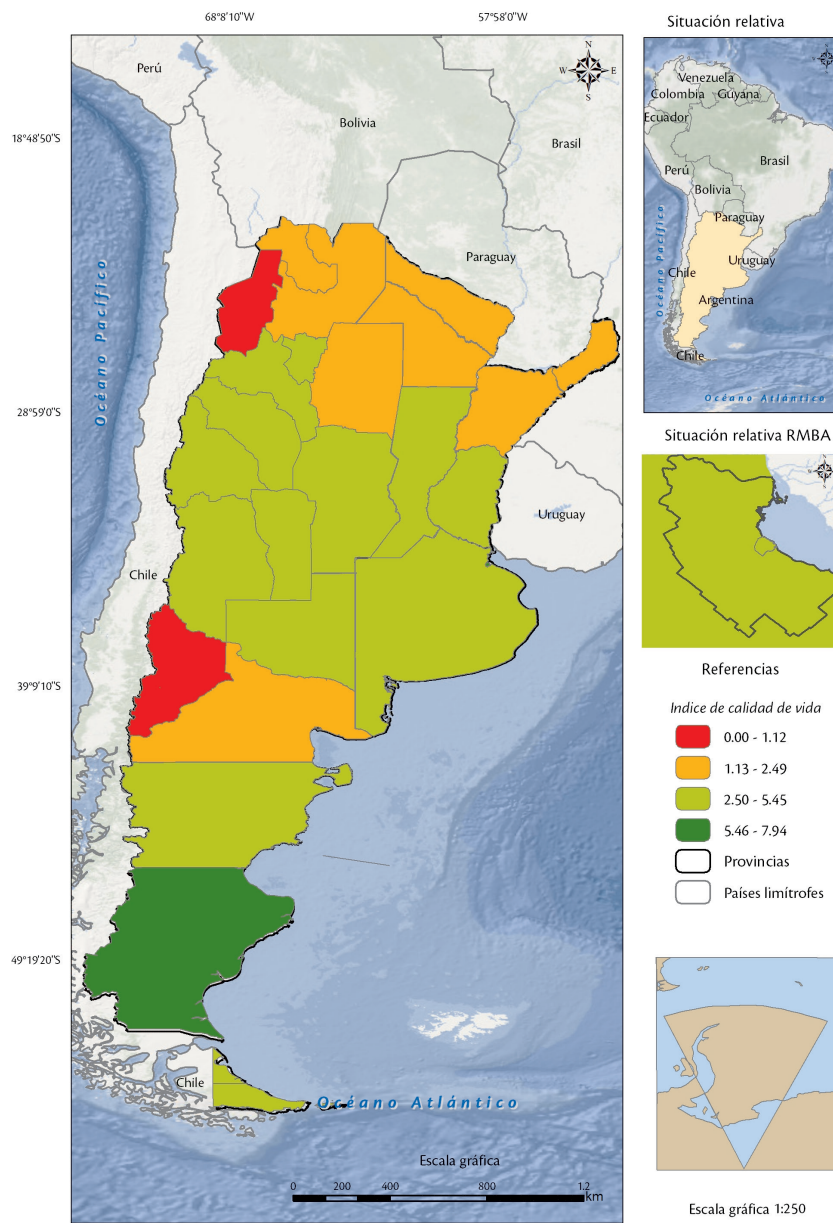 68°8'10"W
57°58'0"W
18°48'50"S
28°59'0"S
39°9'10"S
49°19'20"S
N
W
E
S
Perú
Bolivia
Brasil
Paraguay
Océano Pacífico
Uruguay
Chile
Chile
Océano Atlántico
Escala gráfica
0 200 400 800 1.2
km
Situación relativa
Venezuela
Colombia
Guyana
Ecuador
Brasil
Perú
Bolivia
Paraguay
Océano Pacífico
Uruguay
Chile
Argentina
Chile
Océano Atlántico
Situación relativa RMBA
Referencias
Indice de calidad de vida
0.00 - 1.12
1.13 - 2.49
2.50 - 5.45
5.46 - 7.94
Provincias
Países limítrofes
Escala gráfica 1:250